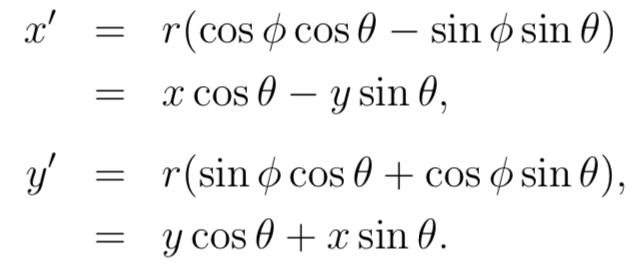 x′ = r(cos ϕ cos θ − sin ϕ sin θ)
= x cos θ − y sin θ,
y′ = r(sin ϕ cos θ + cos ϕ sin θ),
= y cos θ + x sin θ.